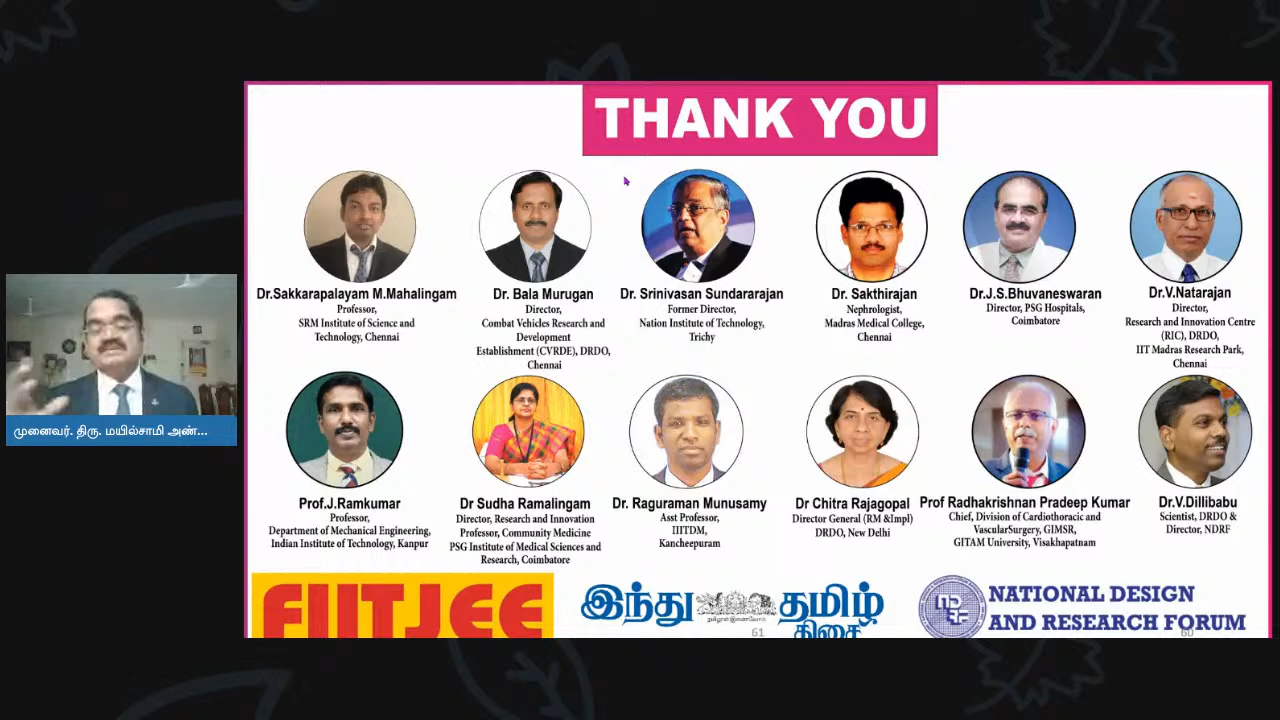 THANK YOU
Dr.Sakkarapalayam M.Mahalingam
Professor,
SRM Institute of Science and
Technology, Chennai
Dr. Bala Murugan
Director,
Combat Vehicles Research and
Development
Establishment (CVRDE), DRDO,
Chennai
Dr. Srinivasan Sundararajan
Former Director,
Nation Institute of Technology,
Trichy
Dr. Sakthirajan
Nephrologist,
Madras Medical College,
Chennai
Dr.J.S.Bhuvaneswaran
Director, PSG Hospitals,
Coimbatore
Dr.V.Natarajan
Director,
Research and Innovation Centre
(RIC), DRDO,
IIT Madras Research Park,
Chennai
முனைவர். திரு. மயில்சாமி அண்...
Prof.J.Ramkumar
Professor,
Department of Mechanical Engineering,
Indian Institute of Technology, Kanpur
Dr Sudha Ramalingam
Director, Research and Innovation
Professor, Community Medicine
PSG Institute of Medical Sciences and
Research, Coimbatore
Dr. Raguraman Munusamy
Asst Professor,
IIITDM,
Kancheepuram
Dr Chitra Rajagopal
Director General (RM &Impl)
DRDO, New Delhi
Prof Radhakrishnan Pradeep Kumar
Chief, Division of Cardiothoracic and
VascularSurgery, GIMSR,
GITAM University, Visakhapatnam
Dr.V.Dillibabu
Scientist, DRDO &
Director, NDRF
FIITJEE
இந்து தமிழ்
திசை
61
NATIONAL DESIGN
AND RESEARCH FORUM
60